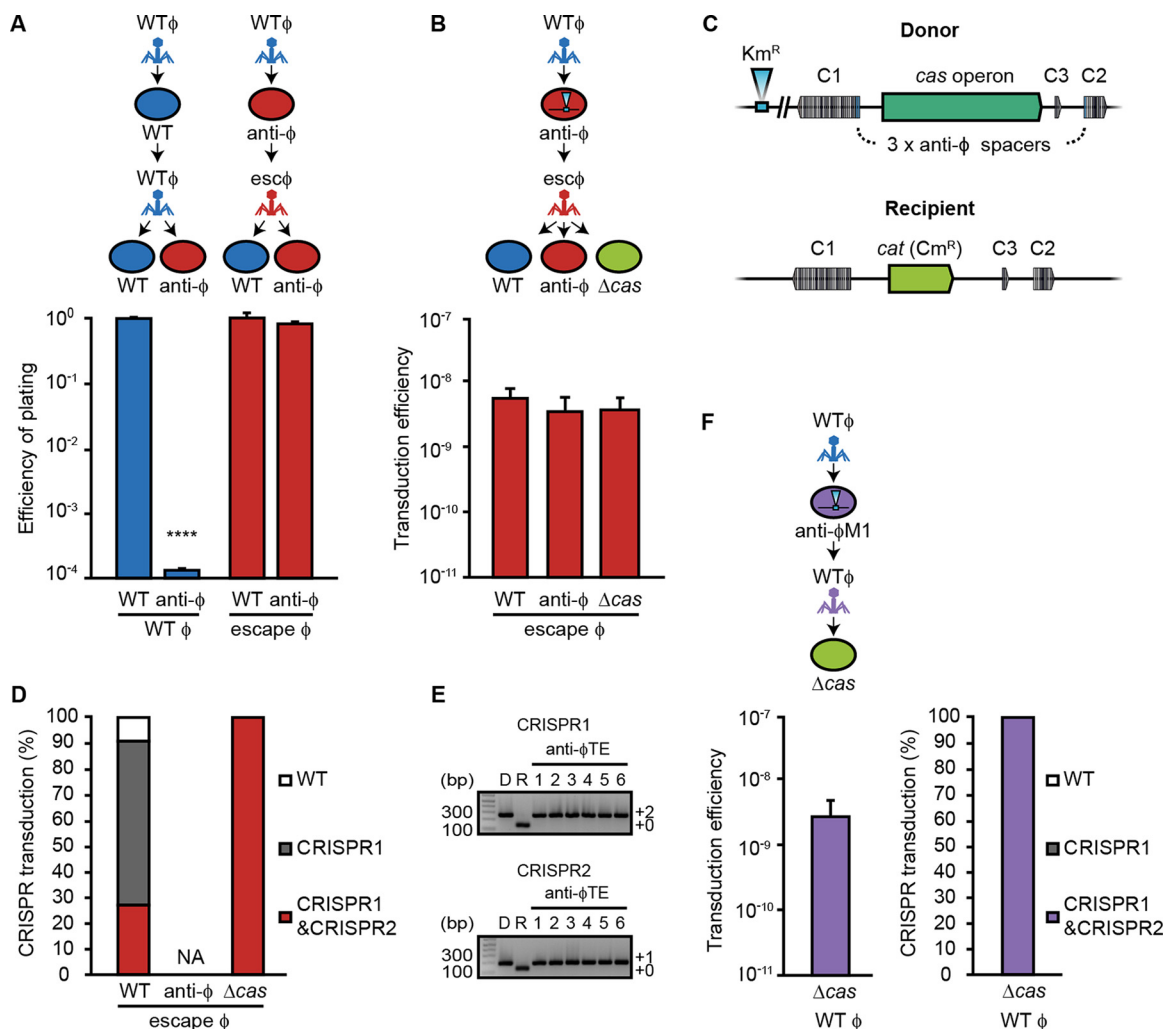 A
WTϕ WTϕ
WT anti-ϕ
WTϕ escϕ
WT anti-ϕ WT anti-ϕ
Efficiency of plating
10⁰
10⁻¹
10⁻²
10⁻³
10⁻⁴
****
WT anti-ϕ WT anti-ϕ
WT ϕ escape ϕ
B
WTϕ
anti-ϕ
escϕ
WT anti-ϕ Δcas
Transduction efficiency
10⁻⁷
10⁻⁸
10⁻⁹
10⁻¹⁰
10⁻¹¹
WT anti-ϕ Δcas
escape ϕ
C
Donor
Kmᴿ C1 cas operon C3 C2
3 x anti-ϕ spacers
Recipient
C1 cat (Cmᴿ) C3 C2
D
CRISPR transduction (%)
100
90
80
70
60
50
40
30
20
10
0
NA
WT anti-ϕ Δcas
escape ϕ
WT
CRISPR1
CRISPR1
&CRISPR2
E
CRISPR1
anti-ϕTE
(bp) D R 1 2 3 4 5 6
300
100
+2
+0
CRISPR2
anti-ϕTE
(bp) D R 1 2 3 4 5 6
300
100
+1
+0
F
WTϕ
anti-ϕM1
WTϕ
Δcas
Transduction efficiency
10⁻⁷
10⁻⁸
10⁻⁹
10⁻¹⁰
10⁻¹¹
Δcas
WT ϕ
CRISPR transduction (%)
100
90
80
70
60
50
40
30
20
10
0
Δcas
WT ϕ
WT
CRISPR1
CRISPR1
&CRISPR2